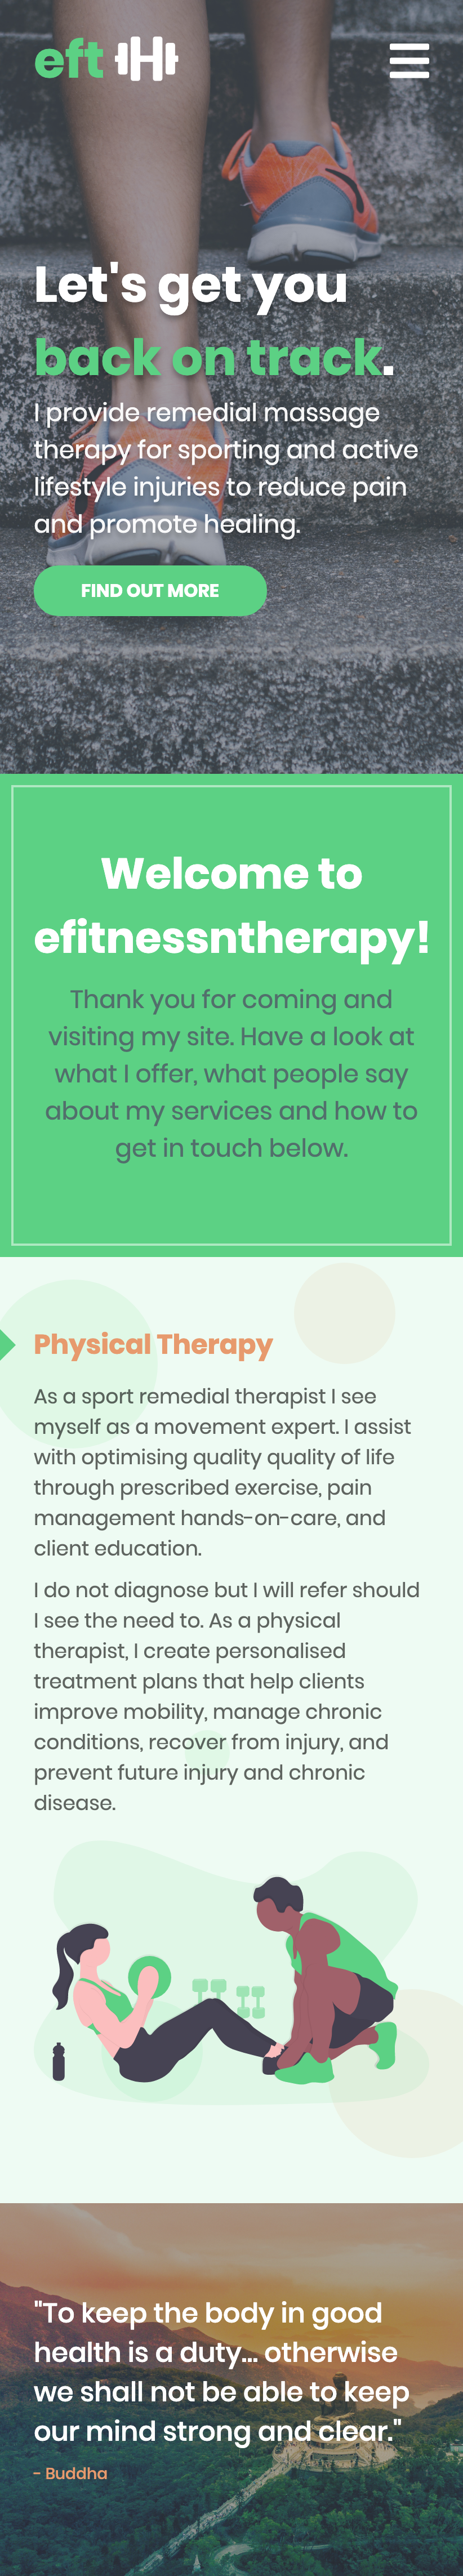 eft
Let's get you
back on track.
I provide remedial massage
therapy for sporting and active
lifestyle injuries to reduce pain
and promote healing.
FIND OUT MORE
Welcome to
efitnessntherapy!
Thank you for coming and
visiting my site. Have a look at
what I offer, what people say
about my services and how to
get in touch below.
Physical Therapy
As a sport remedial therapist I see
myself as a movement expert. I assist
with optimising quality quality of life
through prescribed exercise, pain
management hands-on-care, and
client education.
I do not diagnose but I will refer should
I see the need to. As a physical
therapist, I create personalised
treatment plans that help clients
improve mobility, manage chronic
conditions, recover from injury, and
prevent future injury and chronic
disease.
"To keep the body in good
health is a duty... otherwise
we shall not be able to keep
our mind strong and clear."
- Buddha